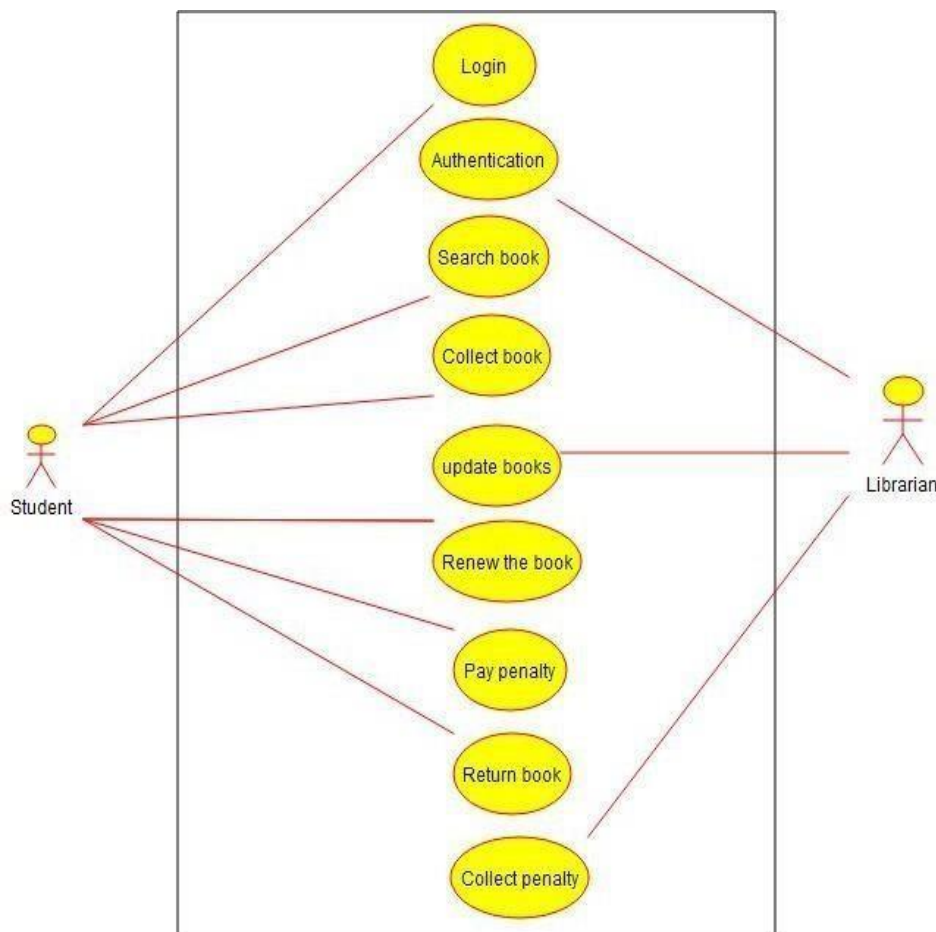 Login
Authentication
Search book
Collect book
update books
Student
Librarian
Renew the book
Pay penalty
Return book
Collect penalty